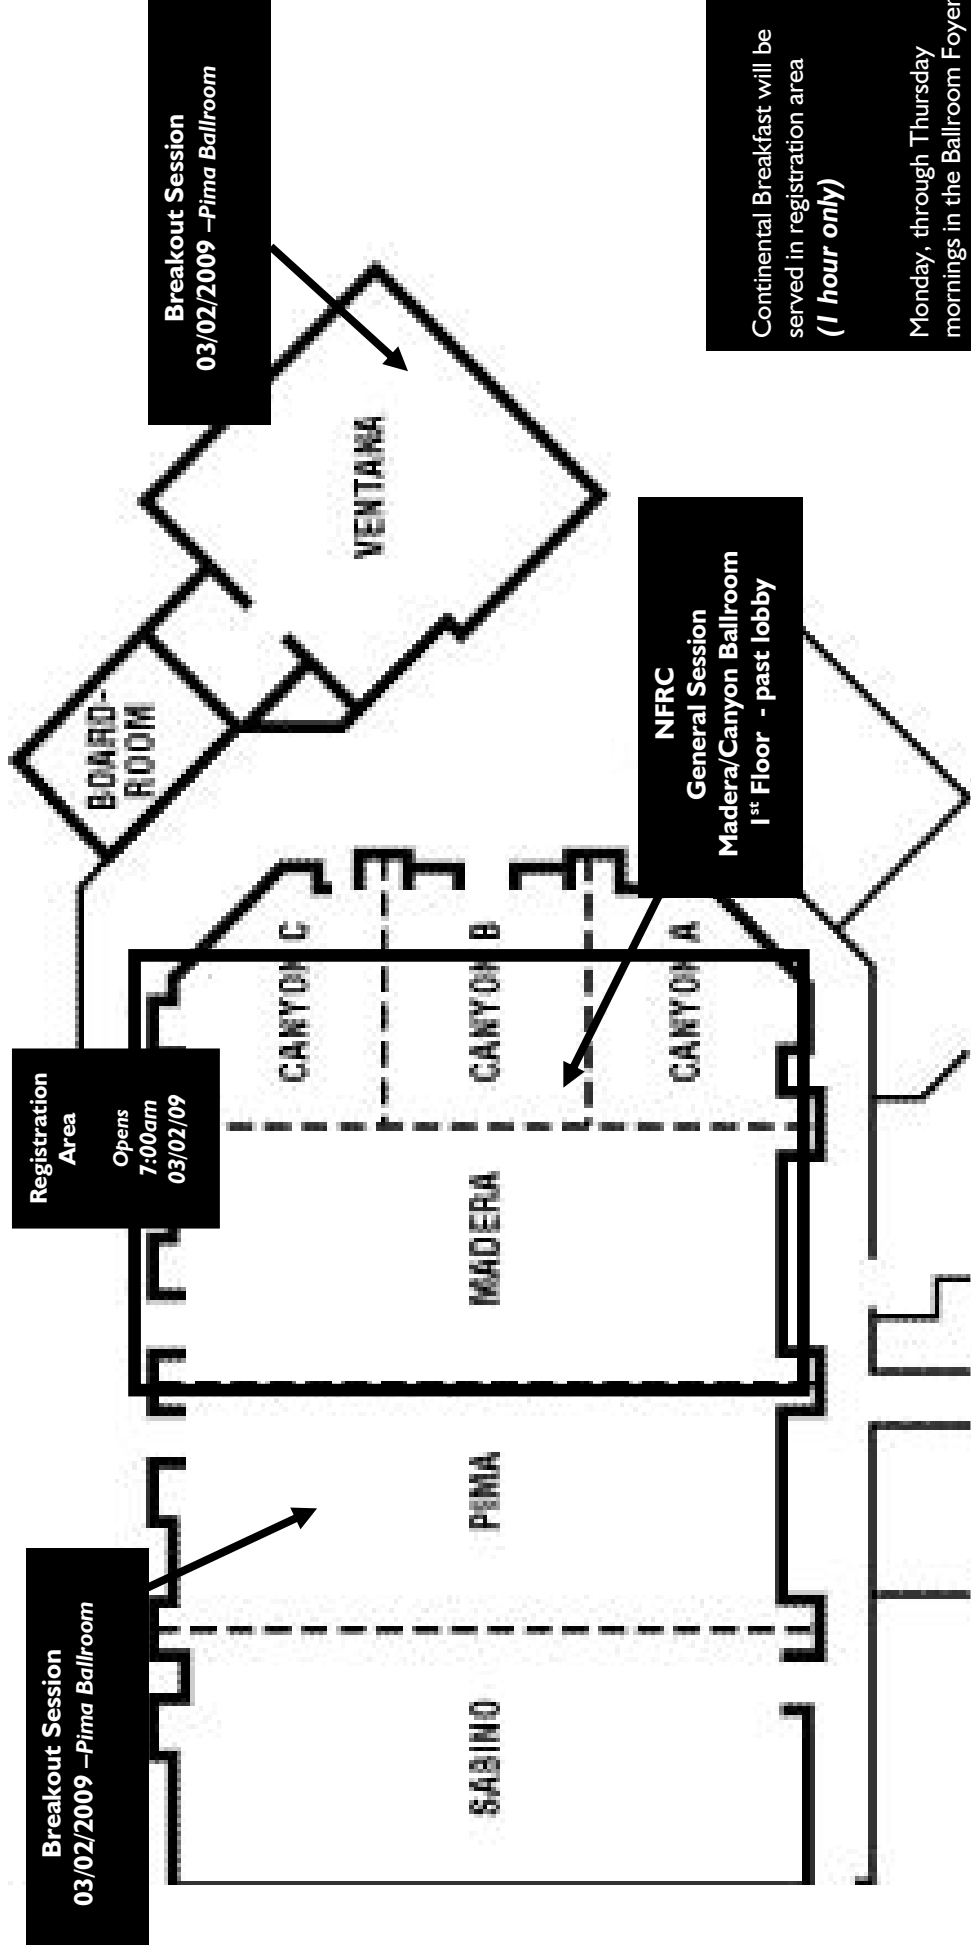 Breakout Session
03/02/2009 –Pima Ballroom
Registration
Area
Opens
7:00am
03/02/09
Breakout Session
03/02/2009 –Pima Ballroom
BOARD-
ROOM
VENTANA
CANYON C
CANYON B
CANYON A
SABINO
PIMA
MADERA
NFRC
General Session
Madera/Canyon Ballroom
1st Floor - past lobby
Continental Breakfast will be
served in registration area
(1 hour only)
Monday, through Thursday
mornings in the Ballroom Foyer